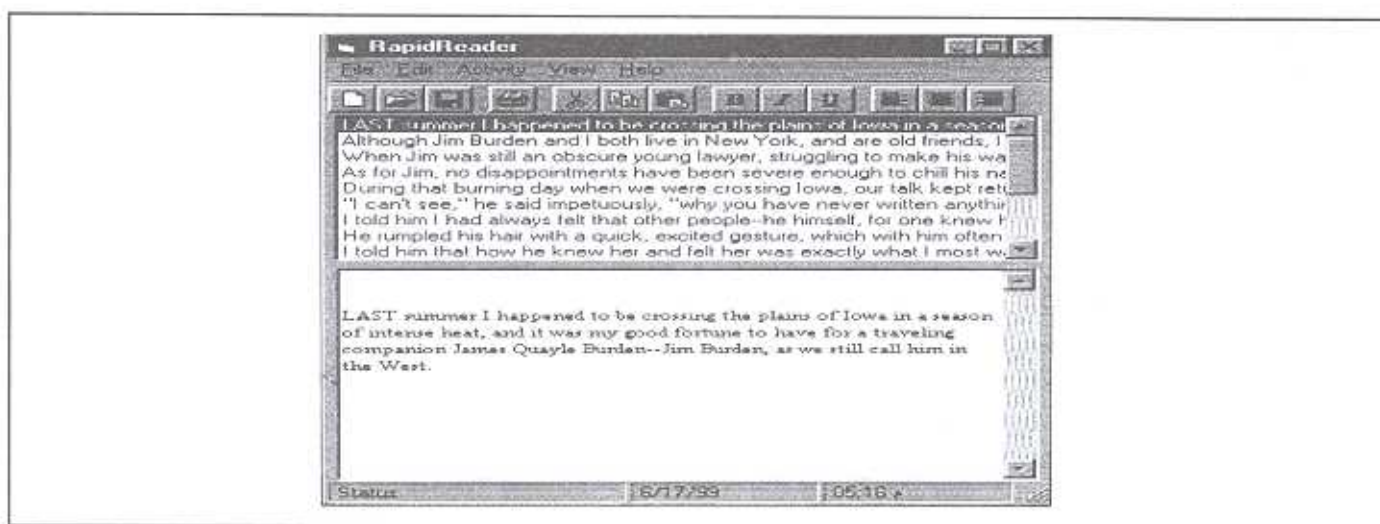 RapidReader
File Edit Activity View Help
B I U
LAST summer I happened to be crossing the plains of Iowa in a season
Although Jim Burden and I both live in New York, and are old friends, I
When Jim was still an obscure young lawyer, struggling to make his wa
As for Jim, no disappointments have been severe enough to chill his na
During that burning day when we were crossing Iowa, our talk kept retu
"I can't see," he said impetuously, "why you have never written anythin
I told him I had always felt that other people--he himself, for one knew h
He rumpled his hair with a quick, excited gesture, which with him often
I told him that how he knew her and felt her was exactly what I most wa
LAST summer I happened to be crossing the plains of Iowa in a season
of intense heat, and it was my good fortune to have for a traveling
companion James Quayle Burden--Jim Burden, as we still call him in
the West.
Status 6/17/99 05:16